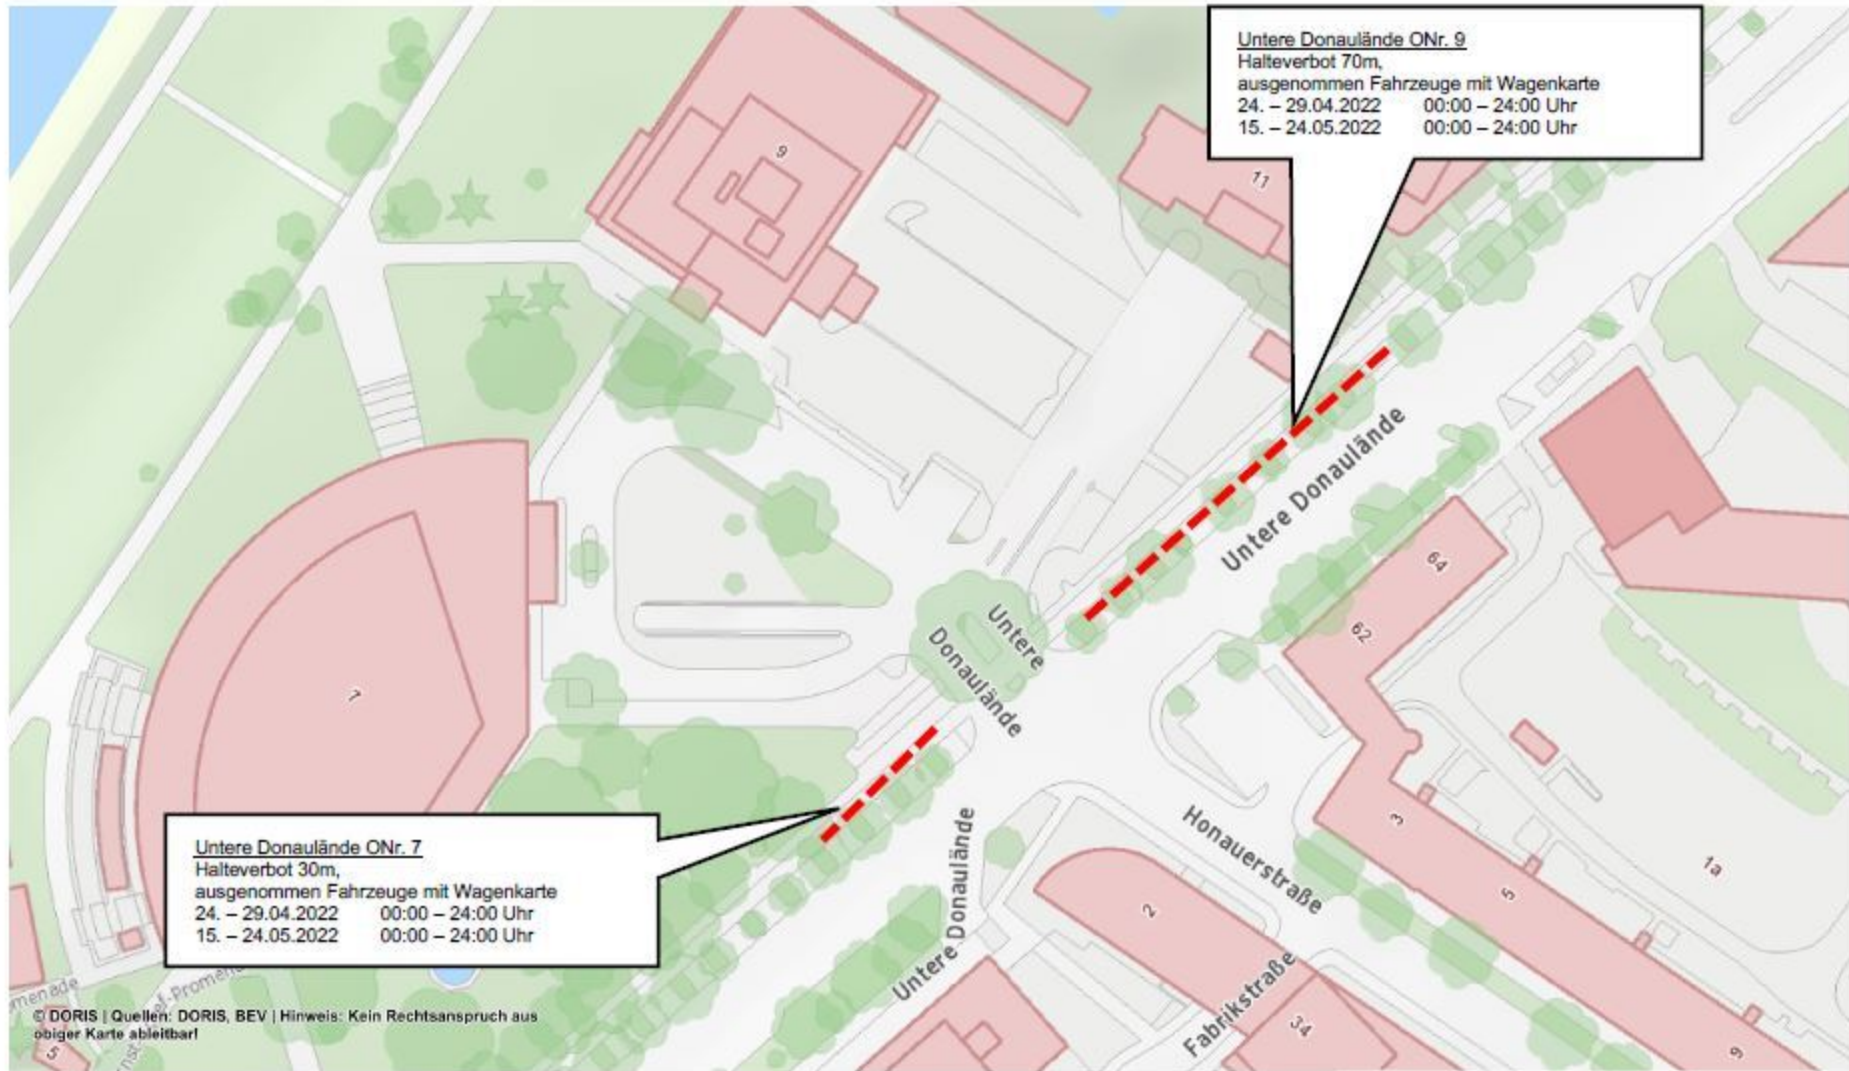 Untere Donaulände ONr. 9
Halteverbot 70m,
ausgenommen Fahrzeuge mit Wagenkarte
24. – 29.04.2022 00:00 – 24:00 Uhr
15. – 24.05.2022 00:00 – 24:00 Uhr
9
11
Untere Donaulände
64
62
Untere
Donaulände
7
3
1a
5
Honauerstraße
2
Untere Donaulände
Fabrikstraße
34
9
Untere Donaulände ONr. 7
Halteverbot 30m,
ausgenommen Fahrzeuge mit Wagenkarte
24. – 29.04.2022 00:00 – 24:00 Uhr
15. – 24.05.2022 00:00 – 24:00 Uhr
© DORIS | Quellen: DORIS, BEV | Hinweis: Kein Rechtsanspruch aus
obiger Karte ableitbar!
5